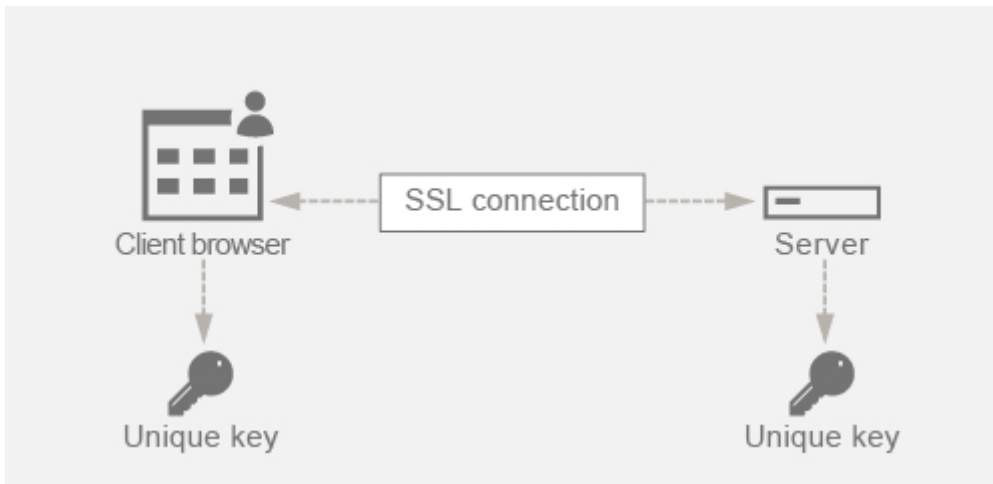 SSL connection
Client browser
Server
Unique key
Unique key